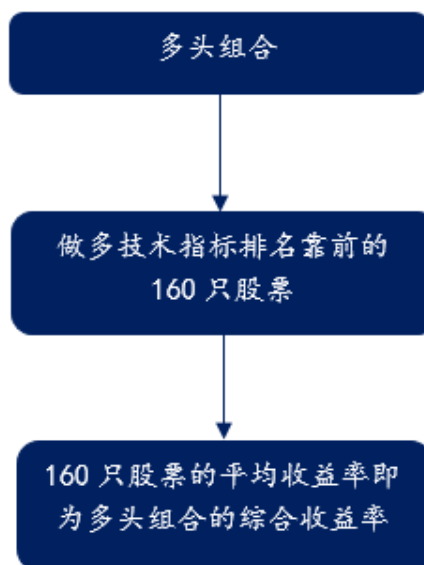 多头组合
做多技术指标排名靠前的
160 只股票
160 只股票的平均收益率即
为多头组合的综合收益率